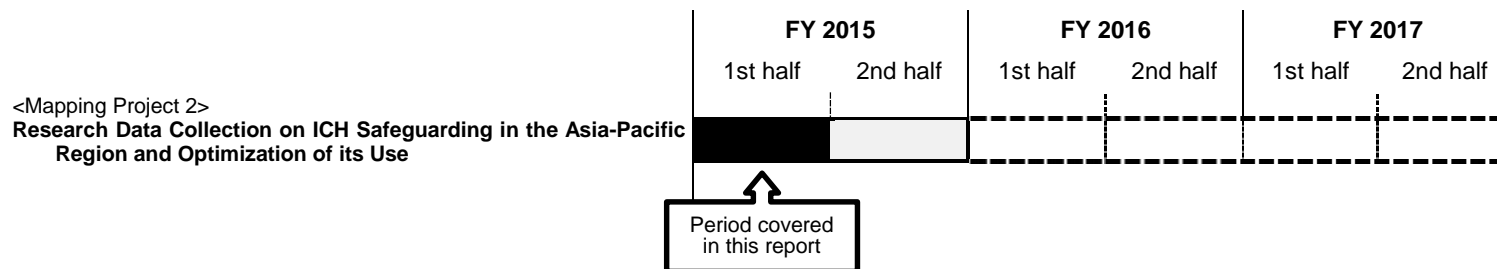 FY 2015 FY 2016 FY 2017
1st half 2nd half 1st half 2nd half 1st half 2nd half
<Mapping Project 2>
Research Data Collection on ICH Safeguarding in the Asia-Pacific
Region and Optimization of its Use
Period covered
in this report